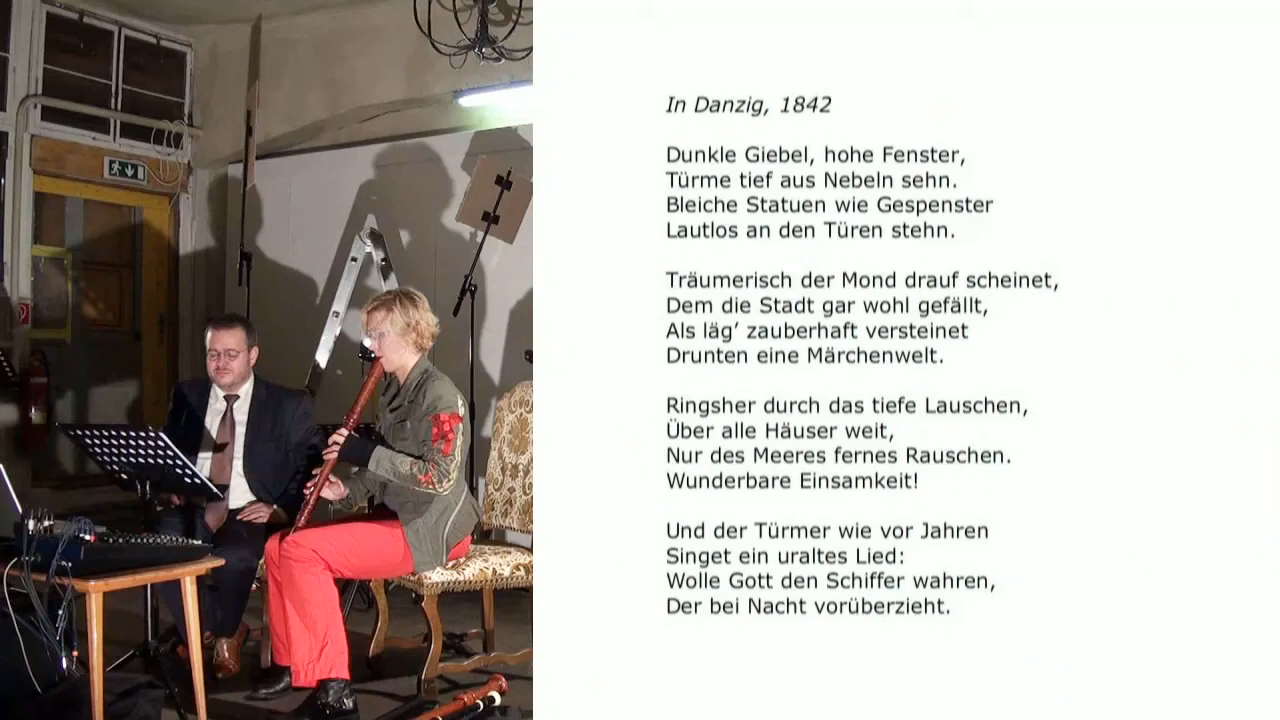 In Danzig, 1842
Dunkle Giebel, hohe Fenster,
Türme tief aus Nebeln sehn.
Bleiche Statuen wie Gespenster
Lautlos an den Türen stehn.
Träumerisch der Mond drauf scheinet,
Dem die Stadt gar wohl gefällt,
Als läg’ zauberhaft versteinet
Drunten eine Märchenwelt.
Ringsher durch das tiefe Lauschen,
Über alle Häuser weit,
Nur des Meeres fernes Rauschen.
Wunderbare Einsamkeit!
Und der Türmer wie vor Jahren
Singet ein uraltes Lied:
Wolle Gott den Schiffer wahren,
Der bei Nacht vorüberzieht.